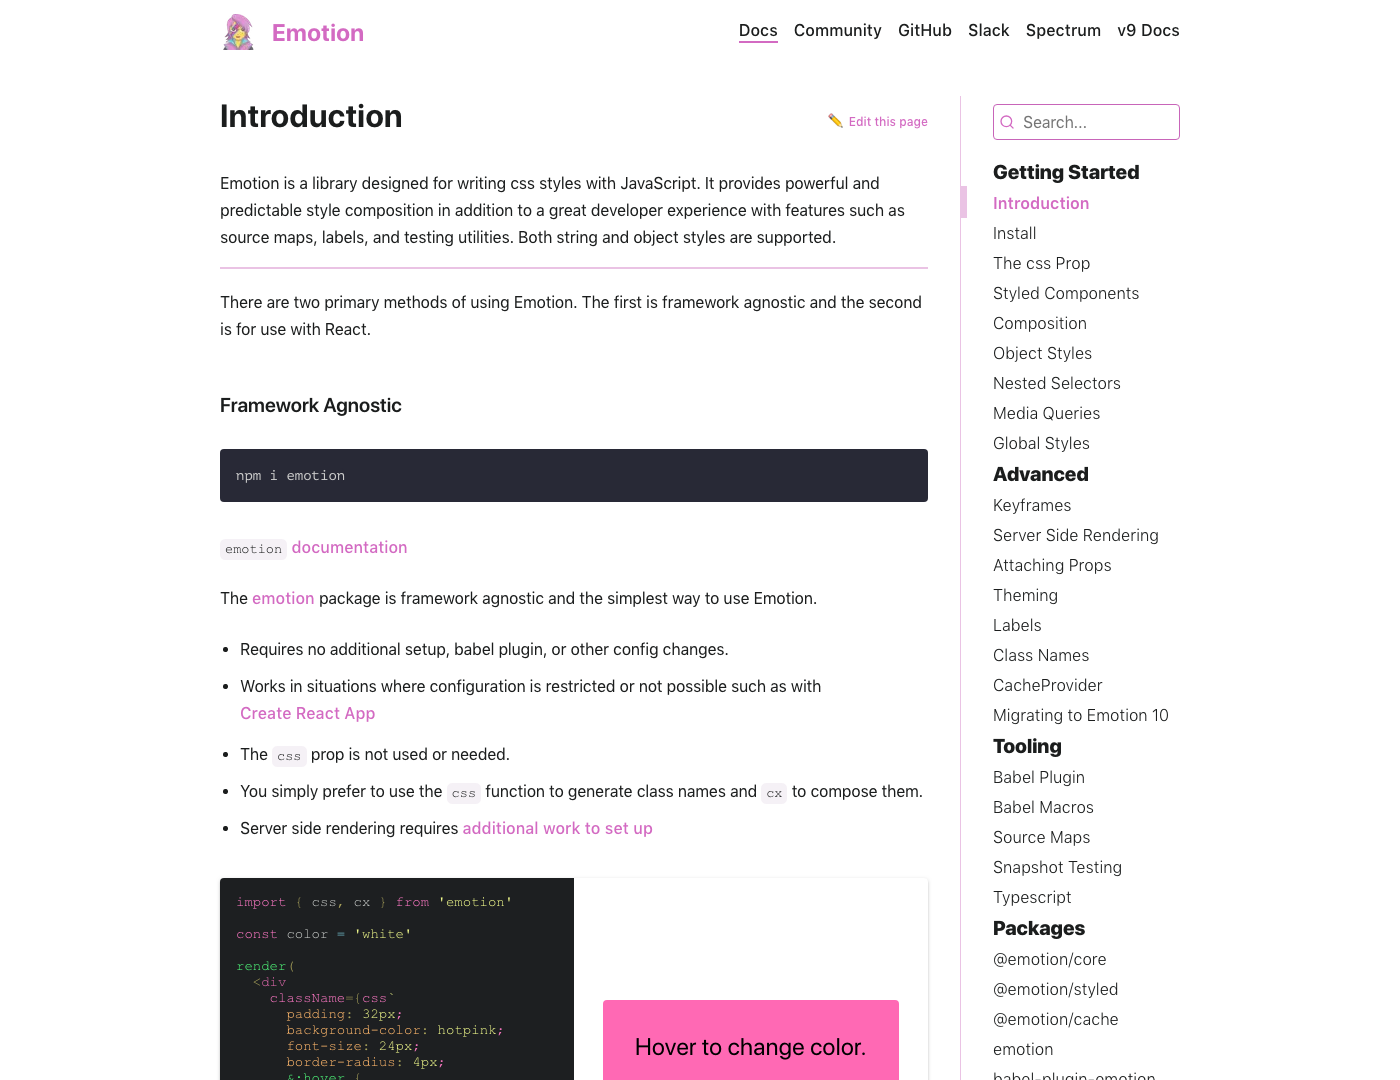 Emotion
Docs Community GitHub Slack Spectrum v9 Docs
Introduction
Edit this page
Emotion is a library designed for writing css styles with JavaScript. It provides powerful and
predictable style composition in addition to a great developer experience with features such as
source maps, labels, and testing utilities. Both string and object styles are supported.
There are two primary methods of using Emotion. The first is framework agnostic and the second
is for use with React.
Framework Agnostic
npm i emotion
emotion documentation
The emotion package is framework agnostic and the simplest way to use Emotion.
• Requires no additional setup, babel plugin, or other config changes.
• Works in situations where configuration is restricted or not possible such as with
Create React App
• The css prop is not used or needed.
• You simply prefer to use the css function to generate class names and cx to compose them.
• Server side rendering requires additional work to set up
import { css, cx } from 'emotion'
const color = 'white'
render(
<div
className={css`
padding: 32px;
background-color: hotpink;
font-size: 24px;
border-radius: 4px;
&:hover {
Hover to change color.
Search...
Getting Started
Introduction
Install
The css Prop
Styled Components
Composition
Object Styles
Nested Selectors
Media Queries
Global Styles
Advanced
Keyframes
Server Side Rendering
Attaching Props
Theming
Labels
Class Names
CacheProvider
Migrating to Emotion 10
Tooling
Babel Plugin
Babel Macros
Source Maps
Snapshot Testing
Typescript
Packages
@emotion/core
@emotion/styled
@emotion/cache
emotion
babel-plugin-emotion